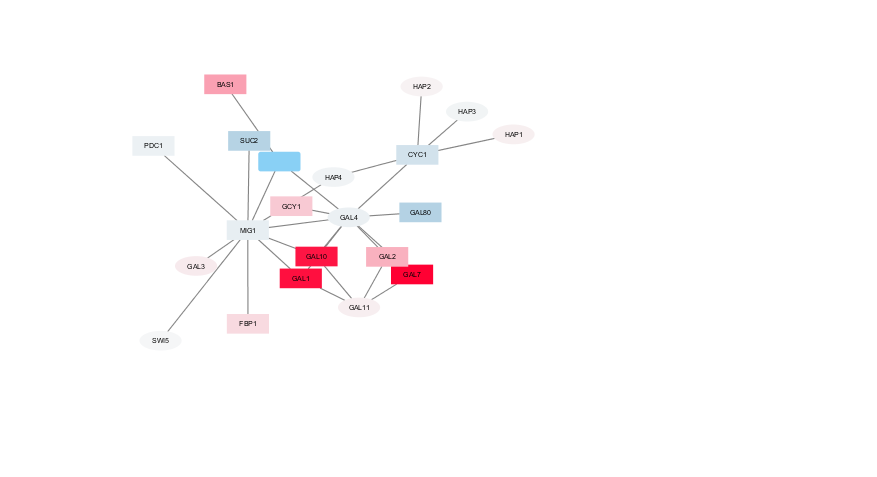 BAS1
HAP2
HAP3
HAP1
SUC2
PDC1
CYC1
HAP4
GCY1
GAL80
GAL4
MIG1
GAL10
GAL2
GAL3
GAL7
GAL1
GAL11
FBP1
SWI5